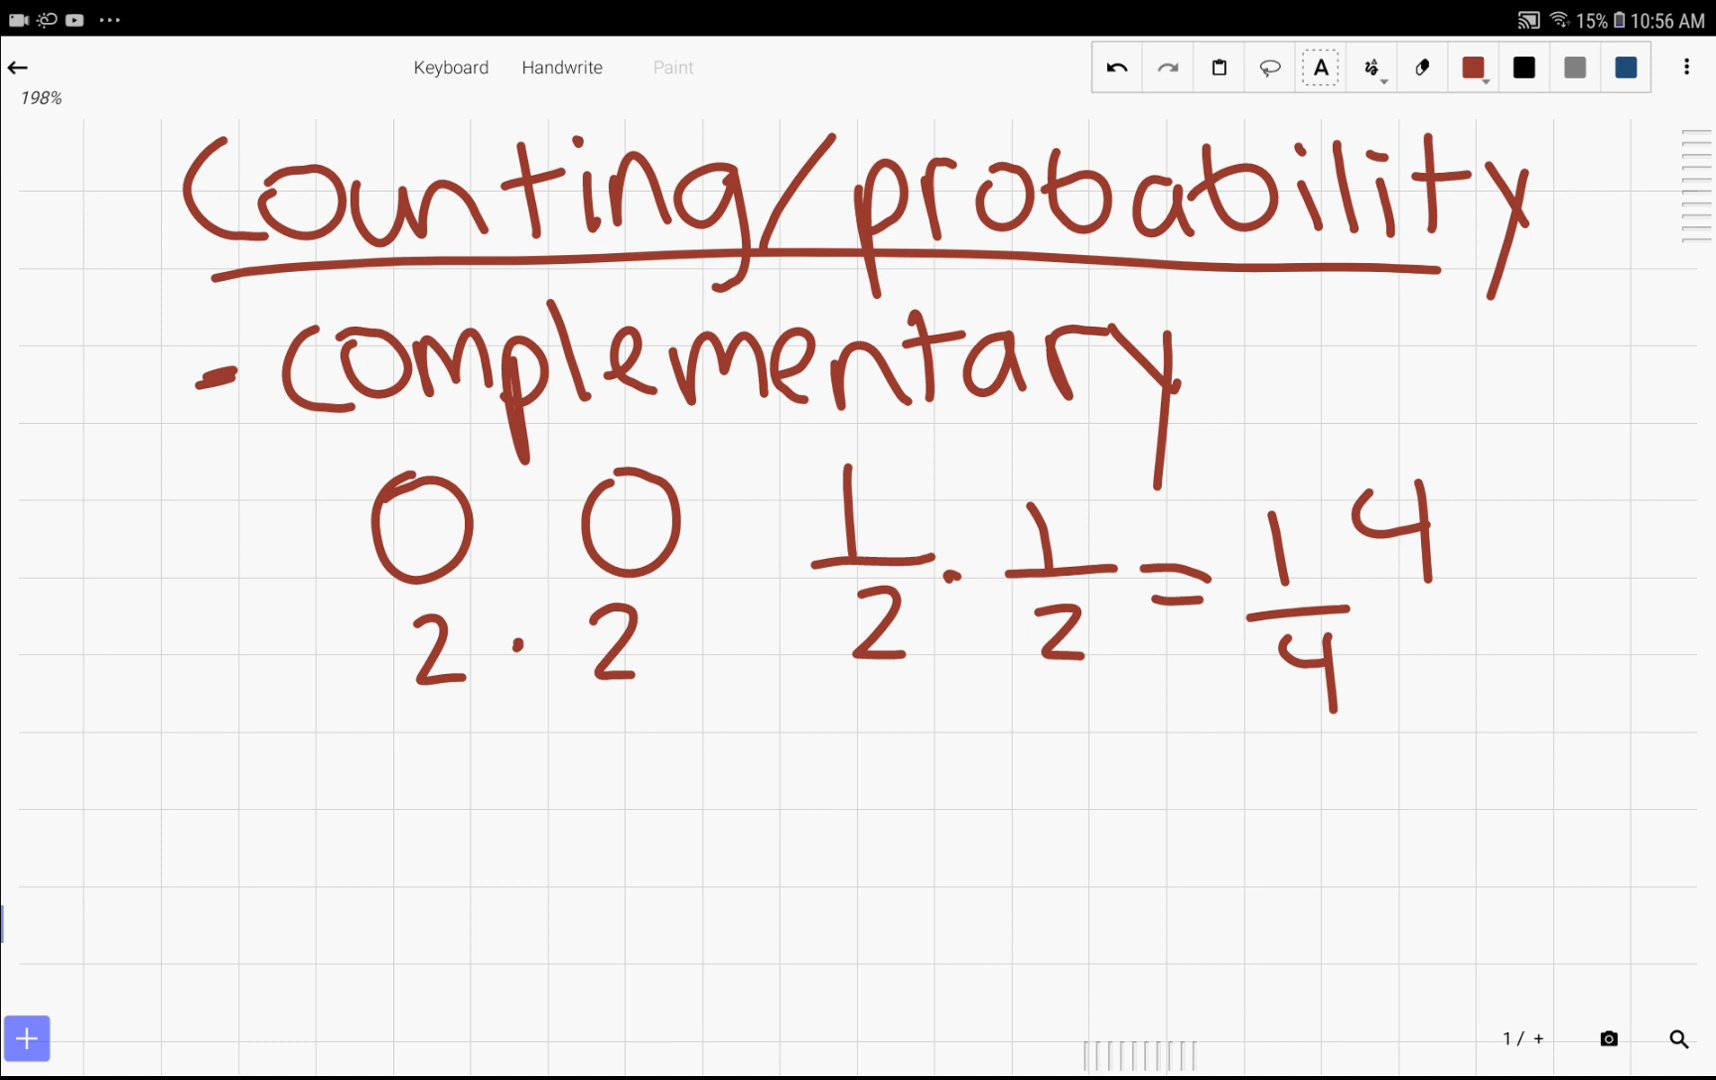 15% 10:56 AM
Keyboard Handwrite Paint
A
198%
Counting/probability
- Complementary
1/2 · 1/2 = 1/4 4
2 · 2
1 / +